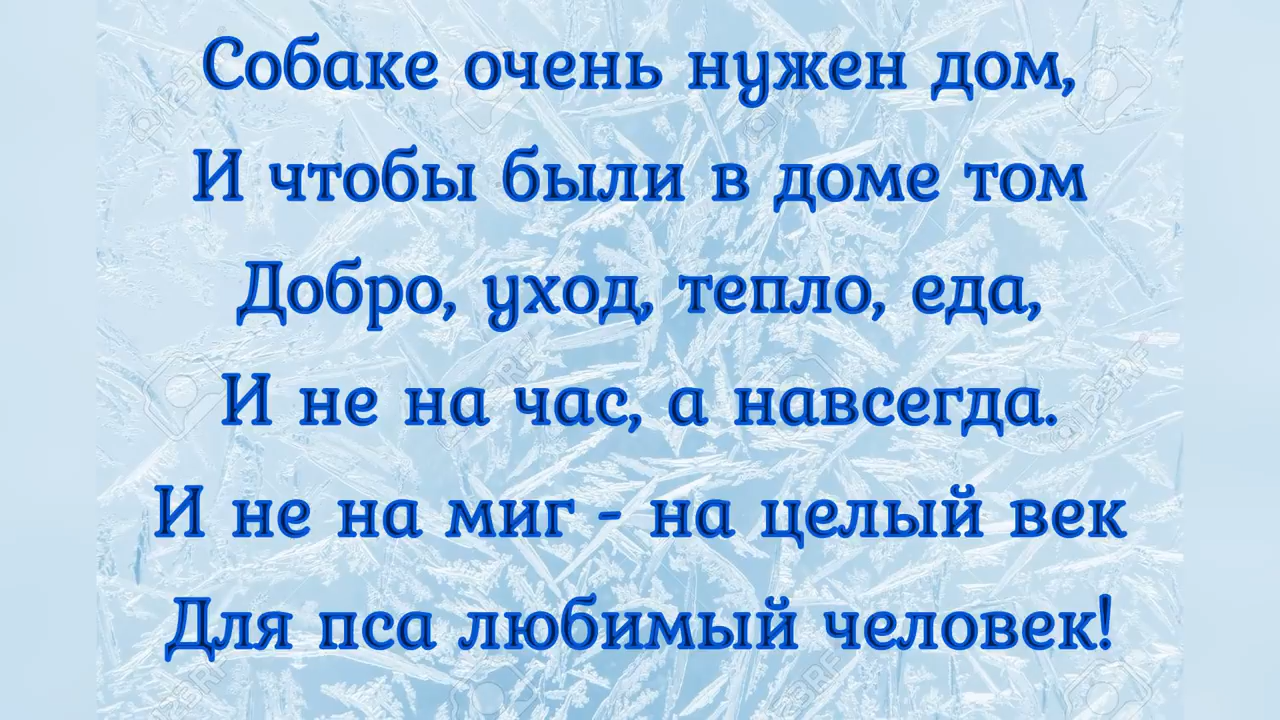 Собаке очень нужен дом,
И чтобы были в доме том
Добро, уход, тепло, еда,
И не на час, а навсегда.
И не на миг - на целый век
Для пса любимый человек!